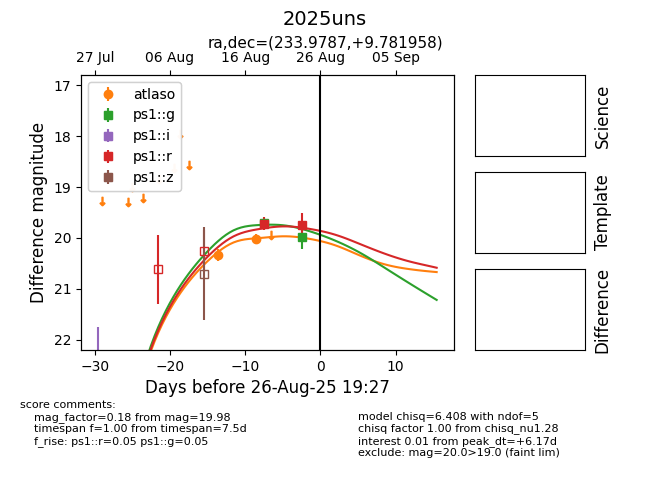 2025uns
ra,dec=(233.9787,+9.781958)
27 Jul 06 Aug 16 Aug 26 Aug 05 Sep
17
18
19
20
21
22
Difference magnitude
atlaso
ps1::g
ps1::i
ps1::r
ps1::z
−30 −20 −10 0 10
Days before 26-Aug-25 19:27
Science
Template
Difference
score comments:
mag_factor=0.18 from mag=19.98
timespan f=1.00 from timespan=7.5d
f_rise: ps1::r=0.05 ps1::g=0.05
model chisq=6.408 with ndof=5
chisq factor 1.00 from chisq_nu1.28
interest 0.01 from peak_dt=+6.17d
exclude: mag=20.0>19.0 (faint lim)